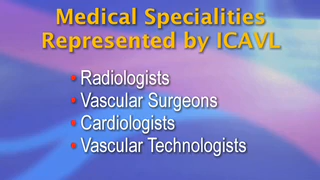 Medical Specialities
Represented by ICAVL
• Radiologists
• Vascular Surgeons
• Cardiologists
• Vascular Technologists